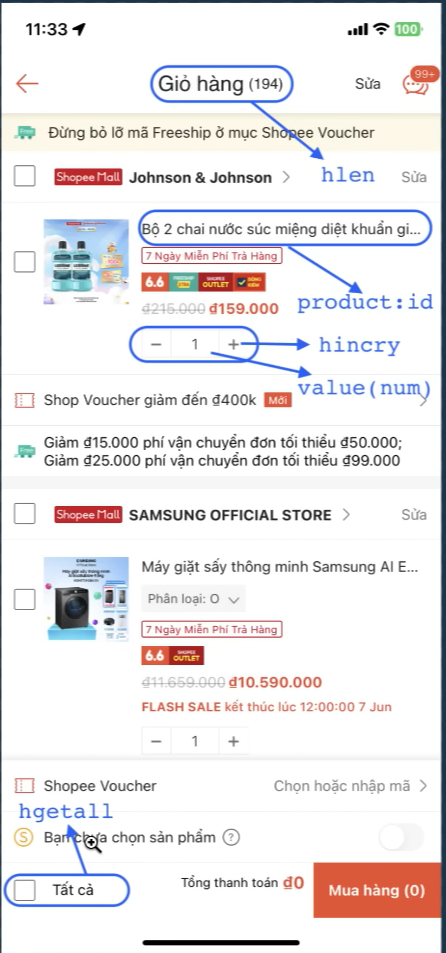 11:33
100
Giỏ hàng (194)
Sửa
99+
Đừng bỏ lỡ mã Freeship ở mục Shopee Voucher
Shopee Mall Johnson & Johnson
hlen
Sửa
Bộ 2 chai nước súc miệng diệt khuẩn gi...
7 Ngày Miễn Phí Trả Hàng
6.6
OUTLET
₫215.000 ₫159.000
product:id
− 1 +
hincry
value(num)
Shop Voucher giảm đến ₫400k Mới
Giảm ₫15.000 phí vận chuyển đơn tối thiểu ₫50.000;
Giảm ₫25.000 phí vận chuyển đơn tối thiểu ₫99.000
Shopee Mall SAMSUNG OFFICIAL STORE
Sửa
Máy giặt sấy thông minh Samsung AI E...
Phân loại: O
7 Ngày Miễn Phí Trả Hàng
6.6
OUTLET
₫11.659.000 ₫10.590.000
FLASH SALE kết thúc lúc 12:00:00 7 Jun
− 1 +
Shopee Voucher
Chọn hoặc nhập mã
hgetall
S
Bạn chưa chọn sản phẩm ?
Tất cả
Tổng thanh toán ₫0
Mua hàng (0)